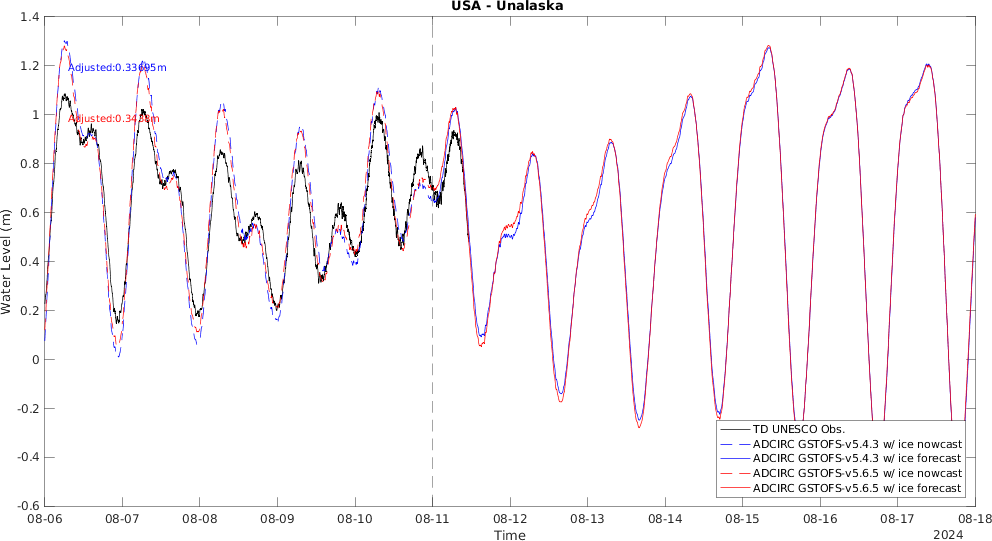 USA - Unalaska
1.4
1.2
1
0.8
0.6
0.4
0.2
0
-0.2
-0.4
-0.6
Water Level (m)
Adjusted:0.33695m
Adjusted:0.3438m
TD UNESCO Obs.
ADCIRC GSTOFS-v5.4.3 w/ ice nowcast
ADCIRC GSTOFS-v5.4.3 w/ ice forecast
ADCIRC GSTOFS-v5.6.5 w/ ice nowcast
ADCIRC GSTOFS-v5.6.5 w/ ice forecast
08-06 08-07 08-08 08-09 08-10 08-11 08-12 08-13 08-14 08-15 08-16 08-17 08-18
Time
2024